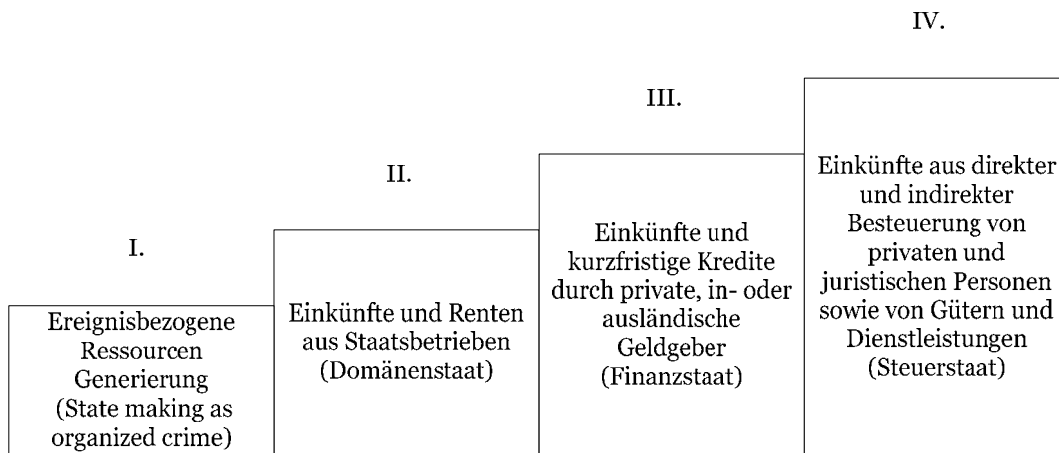 I.
Ereignisbezogene
Ressourcen
Generierung
(State making as
organized crime)
II.
Einkünfte und Renten
aus Staatsbetrieben
(Domänenstaat)
III.
Einkünfte und
kurzfristige Kredite
durch private, in- oder
ausländische
Geldgeber
(Finanzstaat)
IV.
Einkünfte aus direkter
und indirekter
Besteuerung von
privaten und
juristischen Personen
sowie von Gütern und
Dienstleistungen
(Steuerstaat)